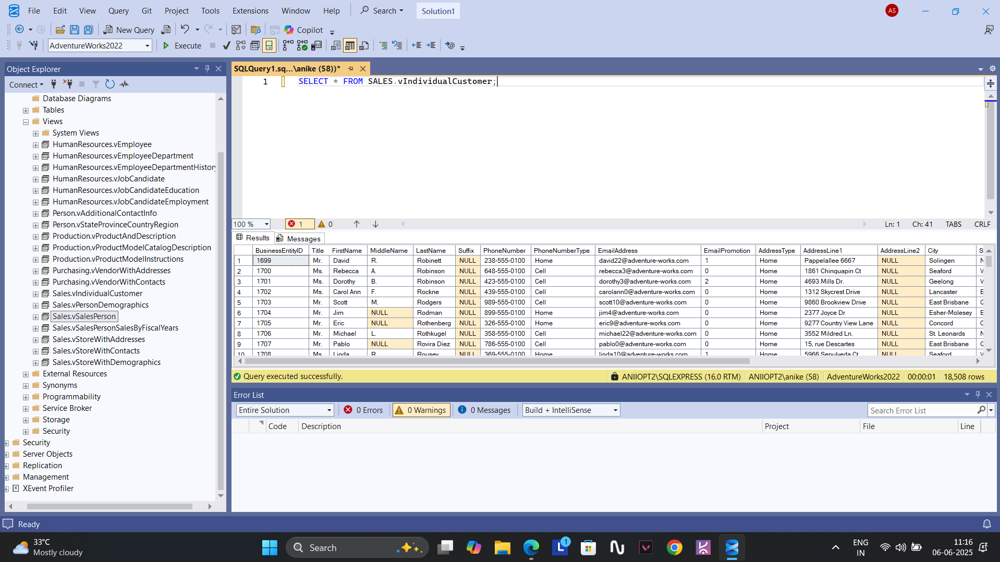 File Edit View Query Git Project Tools Extensions Window Help Search Solution1 AS
New Query Copilot
AdventureWorks2022 Execute
Object Explorer
Connect
Database Diagrams
Tables
Views
System Views
HumanResources.vEmployee
HumanResources.vEmployeeDepartment
HumanResources.vEmployeeDepartmentHistory
HumanResources.vJobCandidate
HumanResources.vJobCandidateEducation
HumanResources.vJobCandidateEmployment
Person.vAdditionalContactInfo
Person.vStateProvinceCountryRegion
Production.vProductAndDescription
Production.vProductModelCatalogDescription
Production.vProductModelInstructions
Purchasing.vVendorWithAddresses
Purchasing.vVendorWithContacts
Sales.vIndividualCustomer
Sales.vPersonDemographics
Sales.vSalesPerson
Sales.vSalesPersonSalesByFiscalYears
Sales.vStoreWithAddresses
Sales.vStoreWithContacts
Sales.vStoreWithDemographics
External Resources
Synonyms
Programmability
Service Broker
Storage
Security
Security
Server Objects
Replication
Management
XEvent Profiler
SQLQuery1.sq...\anike (58))*
1 SELECT * FROM SALES.vIndividualCustomer;
100 % 1 0 Ln: 1 Ch: 41 TABS CRLF
Results Messages
BusinessEntityID Title FirstName MiddleName LastName Suffix PhoneNumber PhoneNumberType EmailAddress EmailPromotion AddressType AddressLine1 AddressLine2 City S
1 1699 Mr. David R. Robinett NULL 238-555-0100 Home david22@adventure-works.com 1 Home Pappelallee 6667 NULL Solingen
2 1700 Ms. Rebecca A. Robinson NULL 648-555-0100 Cell rebecca3@adventure-works.com 0 Home 1861 Chinquapin Ct NULL Seaford
3 1701 Ms. Dorothy B. Robinson NULL 423-555-0100 Cell dorothy3@adventure-works.com 2 Home 4693 Mills Dr. NULL Geelong
4 1702 Ms. Carol Ann F. Rockne NULL 439-555-0100 Cell carolann0@adventure-works.com 0 Home 1312 Skycrest Drive NULL Lancaster
5 1703 Mr. Scott M. Rodgers NULL 989-555-0100 Cell scott10@adventure-works.com 0 Home 9860 Brookview Drive NULL East Brisbane
6 1704 Mr. Jim NULL Rodman NULL 899-555-0100 Home jim4@adventure-works.com 0 Home 2377 Joyce Dr NULL Esher-Molesey
7 1705 Mr. Eric NULL Rothenberg NULL 326-555-0100 Home eric9@adventure-works.com 0 Home 9277 Country View Lane NULL Concord
8 1706 Mr. Michael L. Rothkugel NULL 358-555-0100 Cell michael22@adventure-works.com 0 Home 3552 Mildred Ln. NULL St. Leonards
9 1707 Mr. Pablo NULL Rovira Diez NULL 786-555-0100 Cell pablo0@adventure-works.com 0 Home 15, rue Descartes NULL East Brisbane
10 1708 Ms. Linda R. Rousey NULL 369-555-0100 Home linda10@adventure-works.com 1 Home 5966 Sepulveda Ct. NULL Seaford
Query executed successfully. ANIIOPT2\SQLEXPRESS (16.0 RTM) ANIIOPT2\anike (58) AdventureWorks2022 00:00:01 18,508 rows
Error List
Entire Solution 0 Errors 0 Warnings 0 Messages Build + IntelliSense Search Error List
Code Description Project File Line
Ready
33°C
Mostly cloudy
Search
1
ENG
IN
11:16
06-06-2025